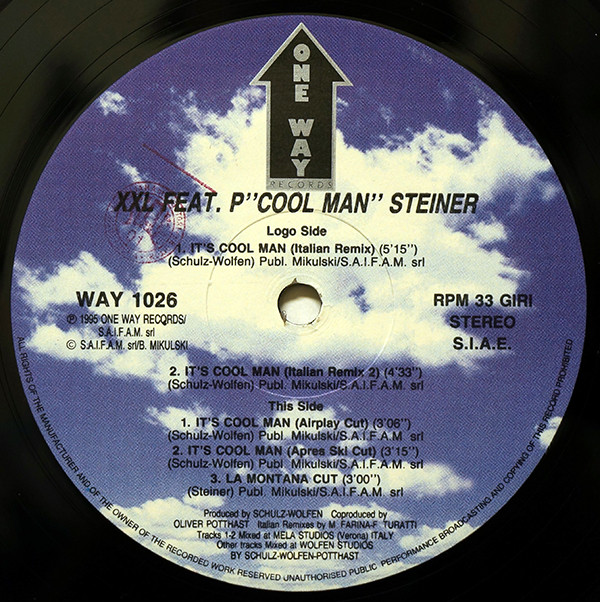 ONE WAY
RECORDS
XXL FEAT. P"COOL MAN" STEINER
Logo Side
1. IT'S COOL MAN (Italian Remix) (5'15")
(Schulz-Wolfen) Publ. Mikulski/S.A.I.F.A.M. srl
WAY 1026
℗ 1995 ONE WAY RECORDS/
S.A.I.F.A.M. srl
© S.A.I.F.A.M. srl/B. MIKULSKI
RPM 33 GIRI
STEREO
S.I.A.E.
2. IT'S COOL MAN (Italian Remix 2) (4'33")
(Schulz-Wolfen) Publ. Mikulski/S.A.I.F.A.M. srl
This Side
1. IT'S COOL MAN (Airplay Cut) (3'06")
(Schulz-Wolfen) Publ. Mikulski/S.A.I.F.A.M. srl
2. IT'S COOL MAN (Apres Ski Cut) (3'15")
(Schulz-Wolfen) Publ. Mikulski/S.A.I.F.A.M. srl
3. LA MONTANA CUT (3'00")
(Steiner) Publ. Mikulski/S.A.I.F.A.M. srl
Produced by SCHULZ-WOLFEN Coproduced by
OLIVER POTTHAST Italian Remixes by M. FARINA-F. TURATTI
Tracks 1-2 Mixed at MELA STUDIOS (Verona) ITALY
Other tracks Mixed at WOLFEN STUDIOS
BY SCHULZ-WOLFEN-POTTHAST
ALL RIGHTS OF THE MANUFACTURER AND OF THE OWNER OF THE RECORDED WORK RESERVED UNAUTHORISED PUBLIC PERFORMANCE BROADCASTING AND COPYING OF THIS RECORD PROHIBITED